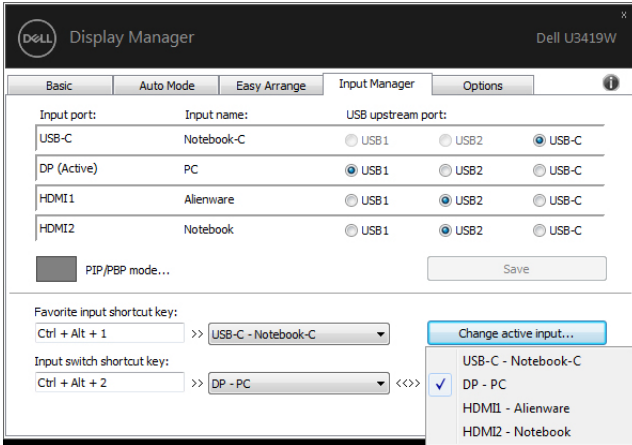 x
DELL Display Manager Dell U3419W
Basic Auto Mode Easy Arrange Input Manager Options i
Input port: Input name: USB upstream port:
USB-C Notebook-C USB1 USB2 USB-C
DP (Active) PC USB1 USB2 USB-C
HDMI1 Alienware USB1 USB2 USB-C
HDMI2 Notebook USB1 USB2 USB-C
PIP/PBP mode... Save
Favorite input shortcut key:
Ctrl + Alt + 1 >> USB-C - Notebook-C Change active input...
Input switch shortcut key:
Ctrl + Alt + 2 >> DP - PC <<>>
USB-C - Notebook-C
DP - PC
HDMI1 - Alienware
HDMI2 - Notebook